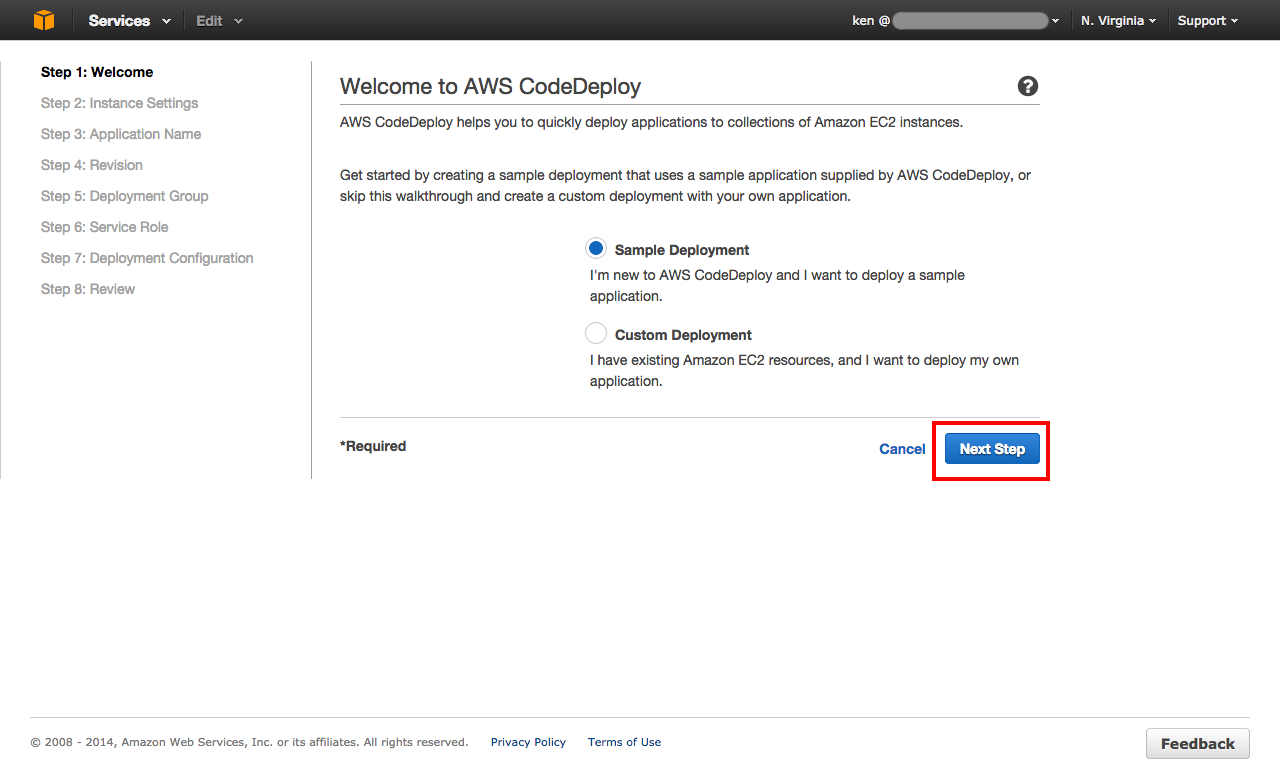 Services Edit ken @ N. Virginia Support
Step 1: Welcome
Step 2: Instance Settings
Step 3: Application Name
Step 4: Revision
Step 5: Deployment Group
Step 6: Service Role
Step 7: Deployment Configuration
Step 8: Review
Welcome to AWS CodeDeploy ?
AWS CodeDeploy helps you to quickly deploy applications to collections of Amazon EC2 instances.
Get started by creating a sample deployment that uses a sample application supplied by AWS CodeDeploy, or
skip this walkthrough and create a custom deployment with your own application.
Sample Deployment
I'm new to AWS CodeDeploy and I want to deploy a sample
application.
Custom Deployment
I have existing Amazon EC2 resources, and I want to deploy my own
application.
*Required Cancel Next Step
© 2008 - 2014, Amazon Web Services, Inc. or its affiliates. All rights reserved. Privacy Policy Terms of Use Feedback